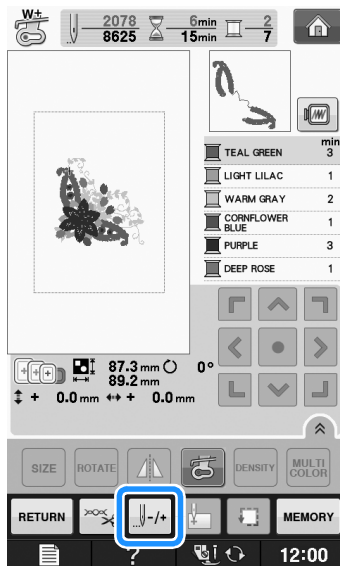 W+ 2078 6min 2
8625 15min 7
min
TEAL GREEN 3
LIGHT LILAC 1
WARM GRAY 2
CORNFLOWER
BLUE 1
PURPLE 3
DEEP ROSE 1
87.3 mm 0°
89.2 mm
+ 0.0 mm + 0.0 mm
SIZE ROTATE DENSITY MULTI
COLOR
RETURN -/+ MEMORY
? 12:00